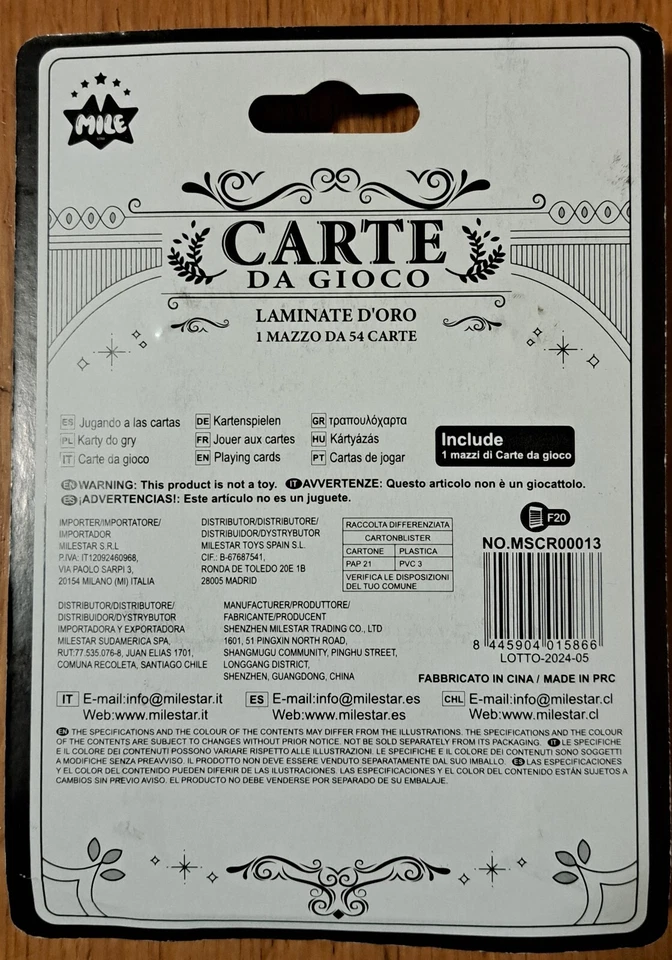 MILE
CARTE
DA GIOCO
LAMINATE D'ORO
1 MAZZO DA 54 CARTE
ES Jugando a las cartas
PL Karty do gry
IT Carte da gioco
DE Kartenspielen
FR Jouer aux cartes
EN Playing cards
GR τραπουλόχαρτα
HU Kártyázás
PT Cartas de jogar
Include
1 mazzi di Carte da gioco
EN WARNING: This product is not a toy. IT AVVERTENZE: Questo articolo non è un giocattolo.
ES ¡ADVERTENCIAS!: Este artículo no es un juguete.
IMPORTER/IMPORTATORE/
IMPORTADOR
MILESTAR S.R.L
P.IVA: IT12092460968,
VIA PAOLO SARPI 3,
20154 MILANO (MI) ITALIA
DISTRIBUTOR/DISTRIBUTORE/
DISTRIBUIDOR/DYSTRYBUTOR
MILESTAR TOYS SPAIN S.L.
CIF.: B-67687541,
RONDA DE TOLEDO 20E 1B
28005 MADRID
RACCOLTA DIFFERENZIATA
CARTONBLISTER
CARTONE PLASTICA
PAP 21 PVC 3
VERIFICA LE DISPOSIZIONI
DEL TUO COMUNE
F20
NO.MSCR00013
8 445904 015866
LOTTO-2024-05
DISTRIBUTOR/DISTRIBUTORE/
DISTRIBUIDOR/DYSTRYBUTOR
IMPORTADORA Y EXPORTADORA
MILESTAR SUDAMERICA SPA,
RUT:77.535.076-8, JUAN ELIAS 1701,
COMUNA RECOLETA, SANTIAGO CHILE
MANUFACTURER/PRODUTTORE/
FABRICANTE/PRODUCENT
SHENZHEN MILESTAR TRADING CO., LTD
1601, 51 PINGXIN NORTH ROAD,
SHANGMUGU COMMUNITY, PINGHU STREET,
LONGGANG DISTRICT,
SHENZHEN, GUANGDONG, CHINA
FABBRICATO IN CINA / MADE IN PRC
IT E-mail:info@milestar.it
Web:www.milestar.it
ES E-mail:info@milestar.es
Web:www.milestar.es
CHL E-mail:info@milestar.cl
Web:www.milestar.cl
EN THE SPECIFICATIONS AND THE COLOUR OF THE CONTENTS MAY DIFFER FROM THE ILLUSTRATIONS. THE SPECIFICATIONS AND THE COLOUR
OF THE CONTENTS ARE SUBJECT TO CHANGES WITHOUT PRIOR NOTICE. NOT BE SOLD SEPARATELY FROM ITS PACKAGING. IT LE SPECIFICHE
E IL COLORE DEI CONTENUTI POSSONO VARIARE RISPETTO ALLE ILLUSTRAZIONI. LE SPECIFICHE E IL COLORE DEI CONTENUTI SONO SOGGETTI
A MODIFICHE SENZA PREAVVISO. IL PRODOTTO NON DEVE ESSERE VENDUTO SEPARATAMENTE DAL SUO IMBALLO. ES LAS ESPECIFICACIONES
Y EL COLOR DEL CONTENIDO PUEDEN DIFERIR DE LAS ILUSTRACIONES. LAS ESPECIFICACIONES Y EL COLOR DEL CONTENIDO ESTÁN SUJETOS A
CAMBIOS SIN PREVIO AVISO. EL PRODUCTO NO DEBE VENDERSE POR SEPARADO DE SU EMBALAJE.